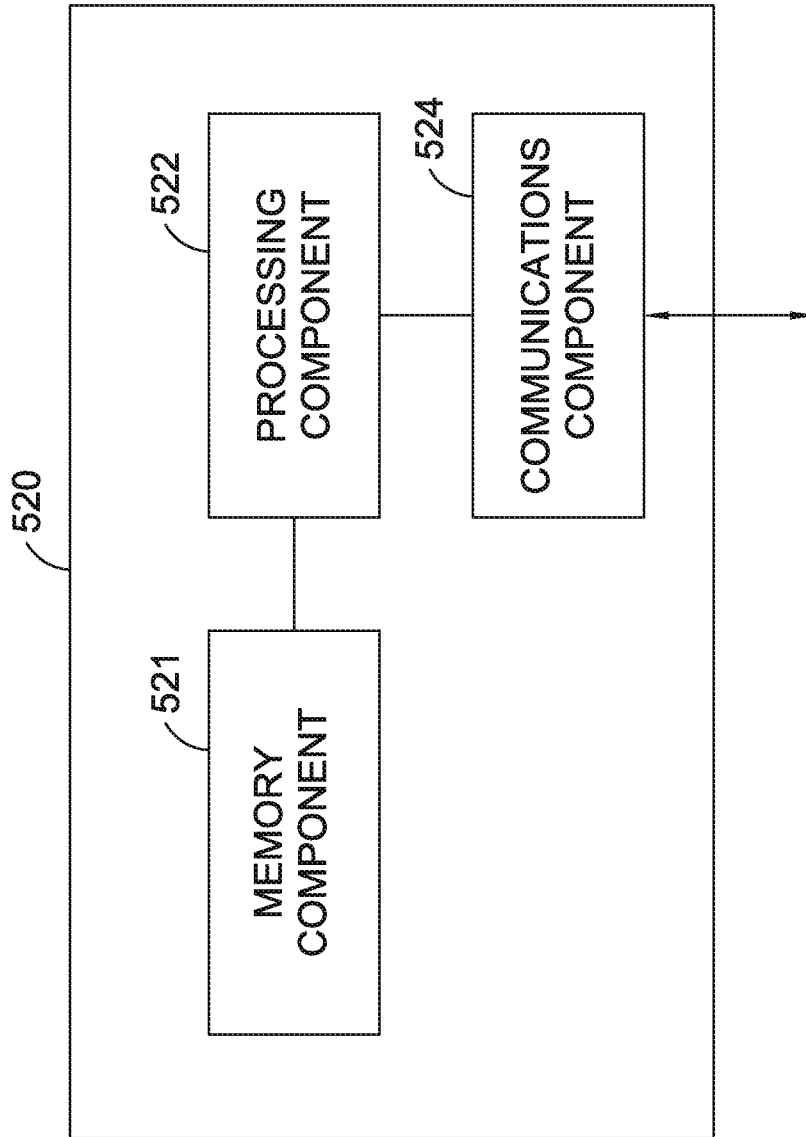 520
521
MEMORY
COMPONENT
522
PROCESSING
COMPONENT
524
COMMUNICATIONS
COMPONENT